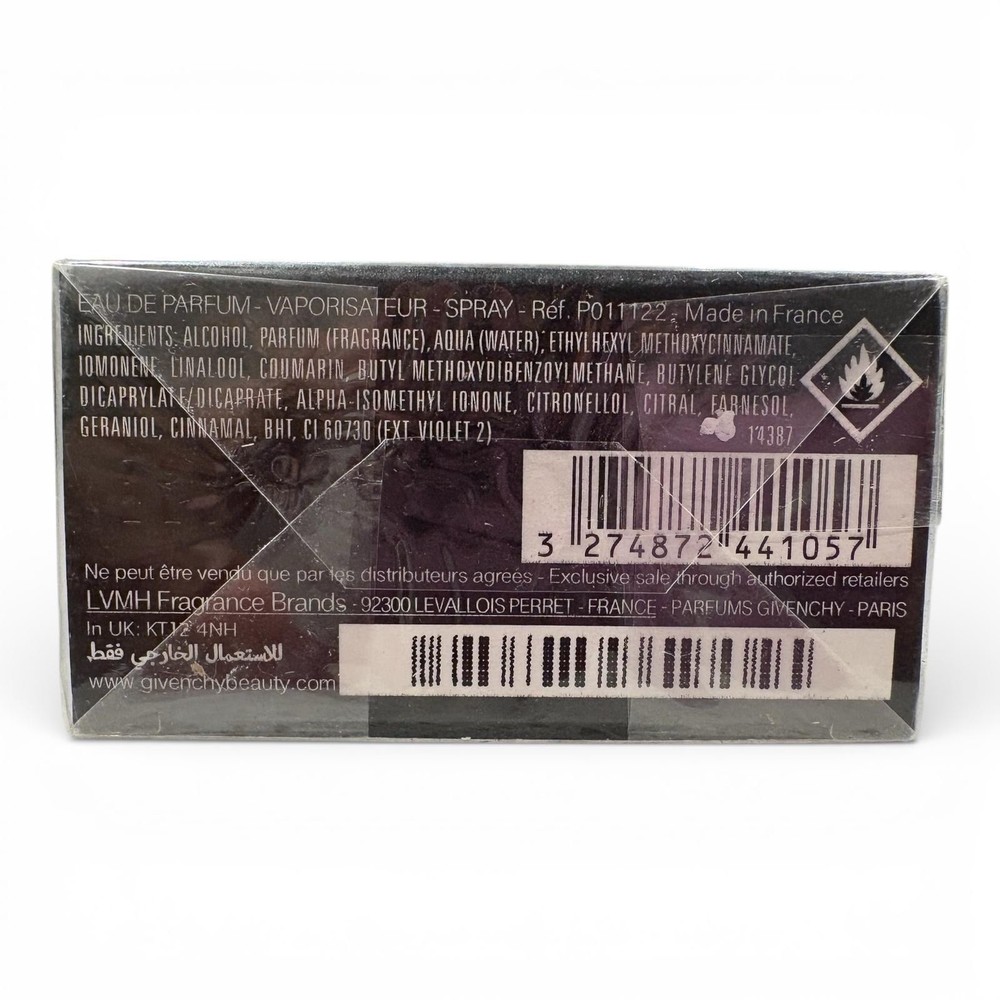 EAU DE PARFUM - VAPORISATEUR - SPRAY - Réf. P011122 - Made in France
INGREDIENTS: ALCOHOL, PARFUM (FRAGRANCE), AQUA (WATER), ETHYLHEXYL METHOXYCINNAMATE,
IOMONENE, LINALOOL, COUMARIN, BUTYL METHOXYDIBENZOYLMETHANE, BUTYLENE GLYCOL
DICAPRYLATE/DICAPRATE, ALPHA-ISOMETHYL IONONE, CITRONELLOL, CITRAL, FARNESOL,
GERANIOL, CINNAMAL, BHT, CI 60730 (EXT. VIOLET 2)
14387
3 274872 441057
Ne peut être vendu que par les distributeurs agréés - Exclusive sale through authorized retailers
LVMH Fragrance Brands - 92300 LEVALLOIS PERRET - FRANCE - PARFUMS GIVENCHY - PARIS
In UK: KT12 4NH
للاستعمال الخارجي فقط
www.givenchybeauty.com